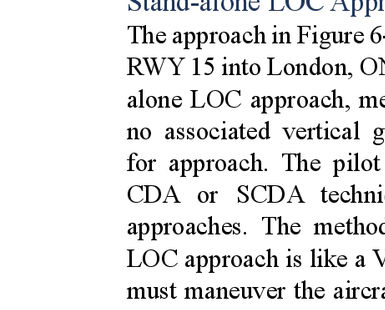 Stand-alone LOC Appr
The approach in Figure 6-
RWY 15 into London, ON
alone LOC approach, me
no associated vertical g
for approach. The pilot
CDA or SCDA techni
approaches. The method
LOC approach is like a V
must maneuver the aircra